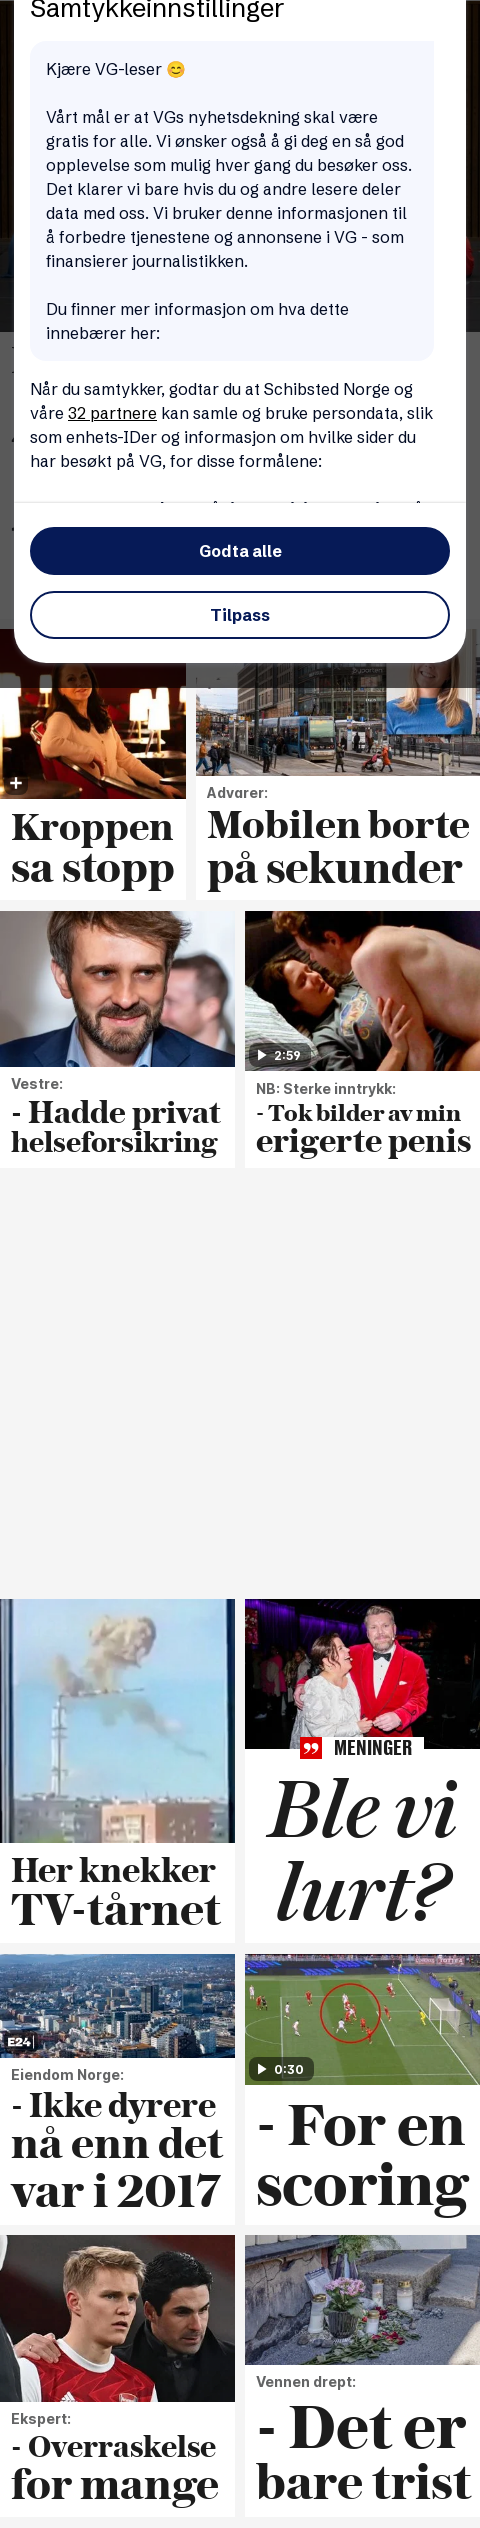 Samtykkeinnstillinger
Kjære VG-leser 😊
Vårt mål er at VGs nyhetsdekning skal være
gratis for alle. Vi ønsker også å gi deg en så god
opplevelse som mulig hver gang du besøker oss.
Det klarer vi bare hvis du og andre lesere deler
data med oss. Vi bruker denne informasjonen til
å forbedre tjenestene og annonsene i VG - som
finansierer journalistikken.
Du finner mer informasjon om hva dette
innebærer her:
Når du samtykker, godtar du at Schibsted Norge og
våre 32 partnere kan samle og bruke persondata, slik
som enhets-IDer og informasjon om hvilke sider du
har besøkt på VG, for disse formålene:
Godta alle
Tilpass
Kroppen
sa stopp
Advarer:
Mobilen borte
på sekunder
Vestre:
- Hadde privat
helseforsikring
2:59
NB: Sterke inntrykk:
- Tok bilder av min
erigerte penis
Her knekker
TV-tårnet
MENINGER
Ble vi
lurt?
E24
Eiendom Norge:
- Ikke dyrere
nå enn det
var i 2017
0:30
- For en
scoring
Ekspert:
- Overraskelse
for mange
Vennen drept:
- Det er
bare trist